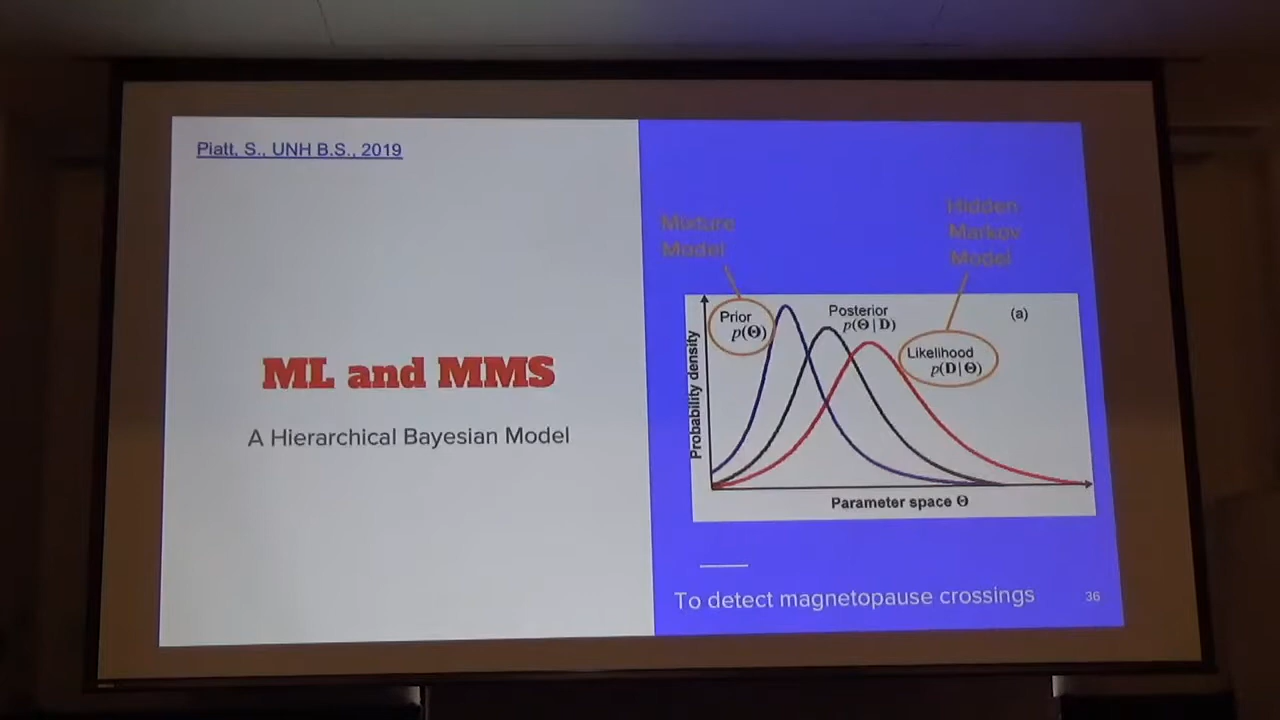 Piatt, S., UNH B.S., 2019
ML and MMS
A Hierarchical Bayesian Model
Mixture
Model
Hidden
Markov
Model
Prior
p(Θ)
Posterior
p(Θ|D)
(a)
Likelihood
p(D|Θ)
Probability density
Parameter space Θ
To detect magnetopause crossings
36